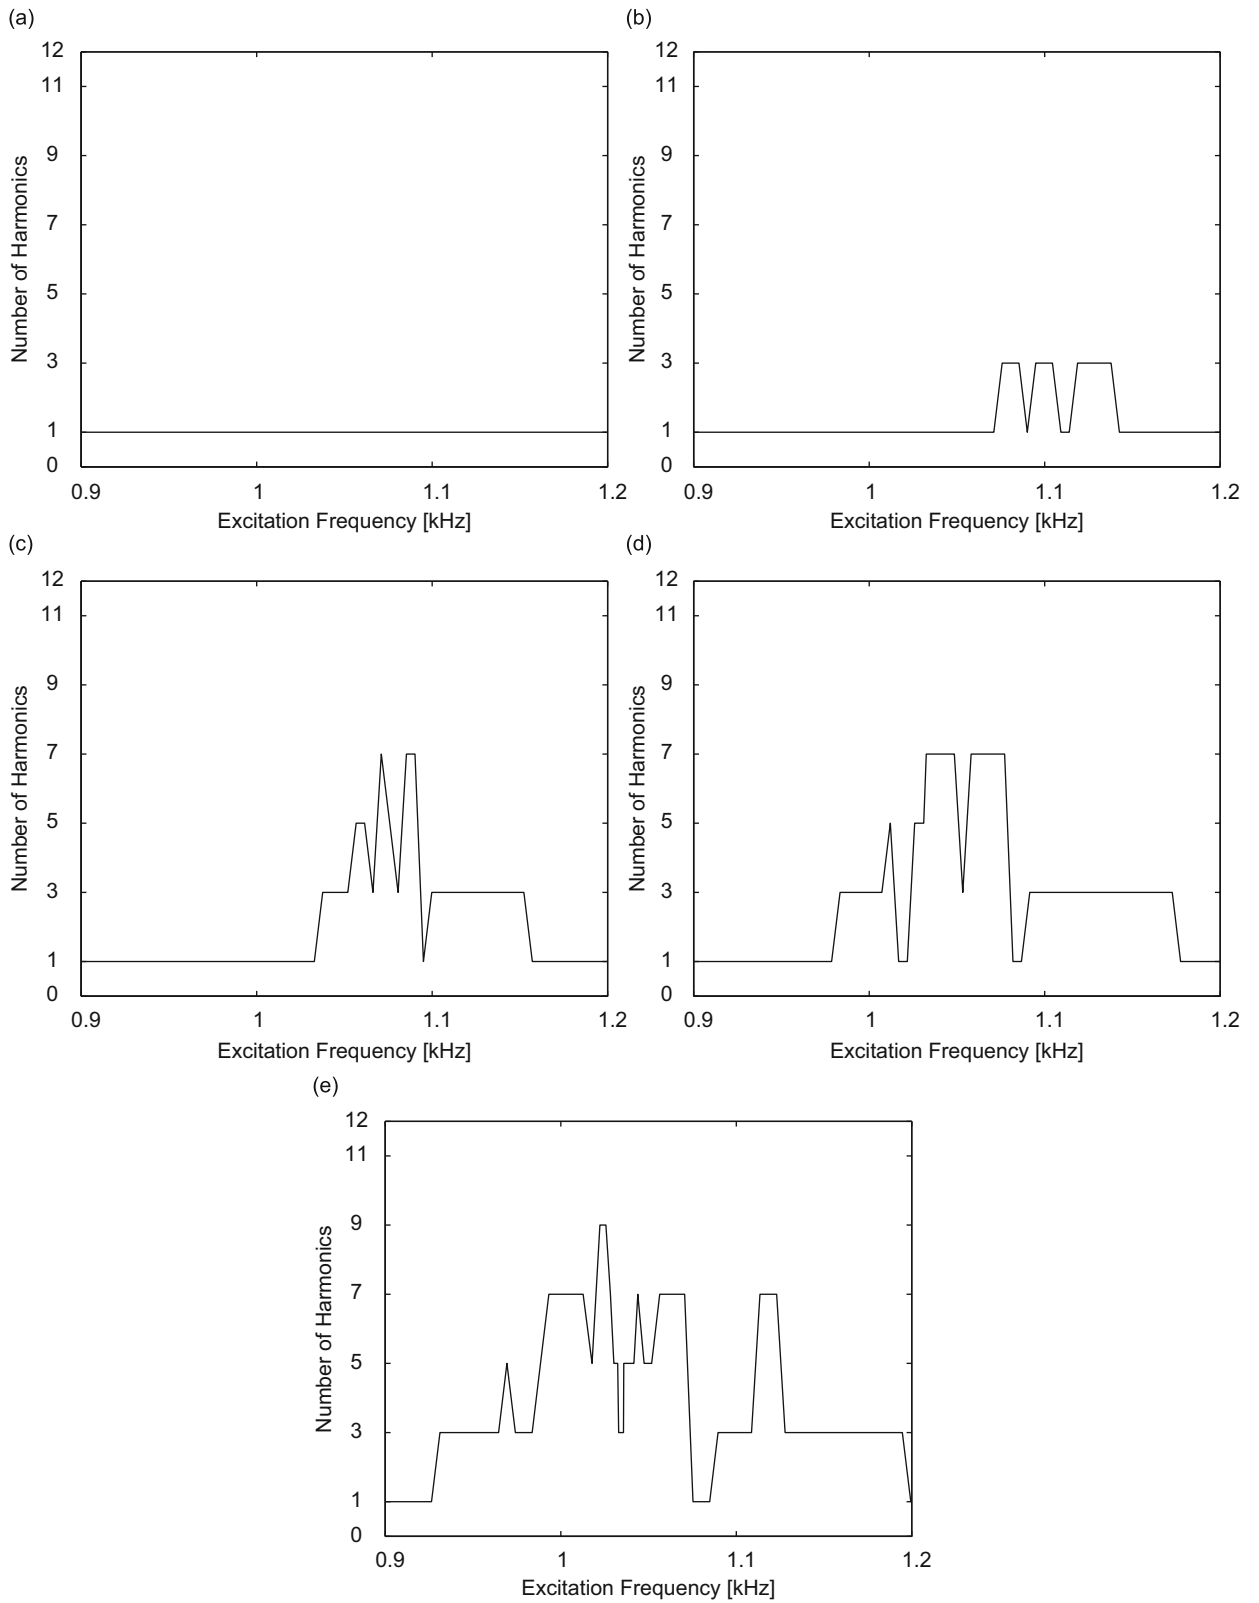 (a)
12
11
9
7
5
3
1
0
Number of Harmonics
0.9 1 1.1 1.2
Excitation Frequency [kHz]
(b)
12
11
9
7
5
3
1
0
Number of Harmonics
0.9 1 1.1 1.2
Excitation Frequency [kHz]
(c)
12
11
9
7
5
3
1
0
Number of Harmonics
0.9 1 1.1 1.2
Excitation Frequency [kHz]
(d)
12
11
9
7
5
3
1
0
Number of Harmonics
0.9 1 1.1 1.2
Excitation Frequency [kHz]
(e)
12
11
9
7
5
3
1
0
Number of Harmonics
0.9 1 1.1 1.2
Excitation Frequency [kHz]